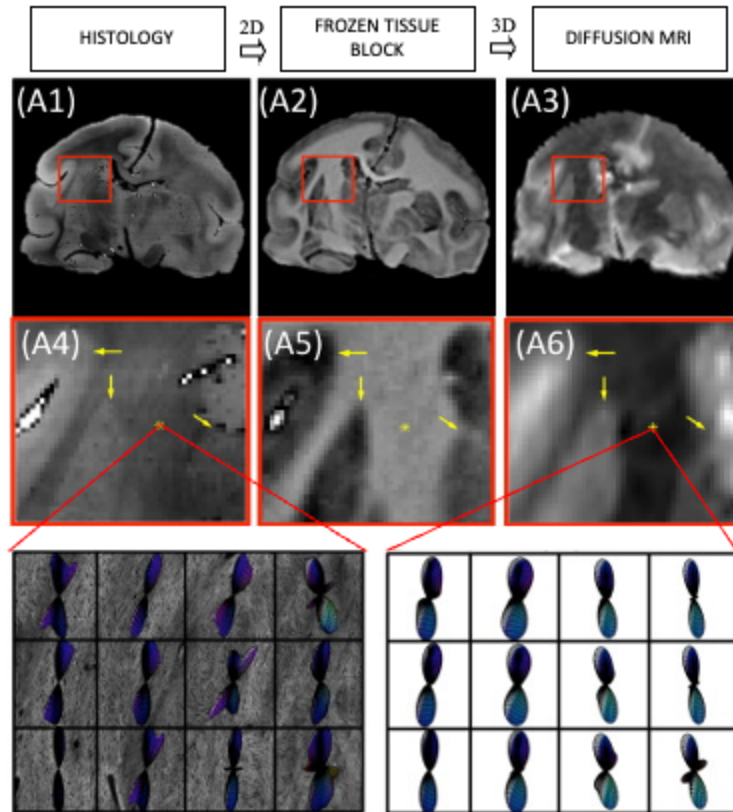 HISTOLOGY
2D
FROZEN TISSUE
BLOCK
3D
DIFFUSION MRI
(A1)
(A2)
(A3)
(A4)
(A5)
(A6)